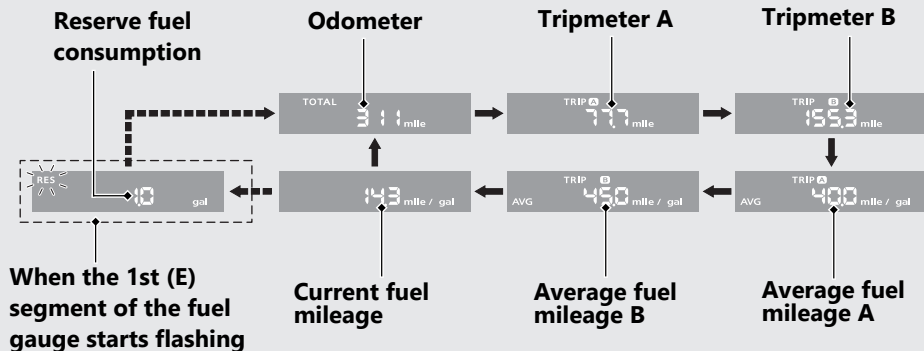 Reserve fuel
consumption
Odometer
Tripmeter A
Tripmeter B
TOTAL
311 mile
TRIP A
77.7 mile
TRIP B
155.3 mile
RES
1.0 gal
143 mile / gal
TRIP B
AVG 45.0 mile / gal
TRIP A
AVG 40.0 mile / gal
When the 1st (E)
segment of the fuel
gauge starts flashing
Current fuel
mileage
Average fuel
mileage B
Average fuel
mileage A